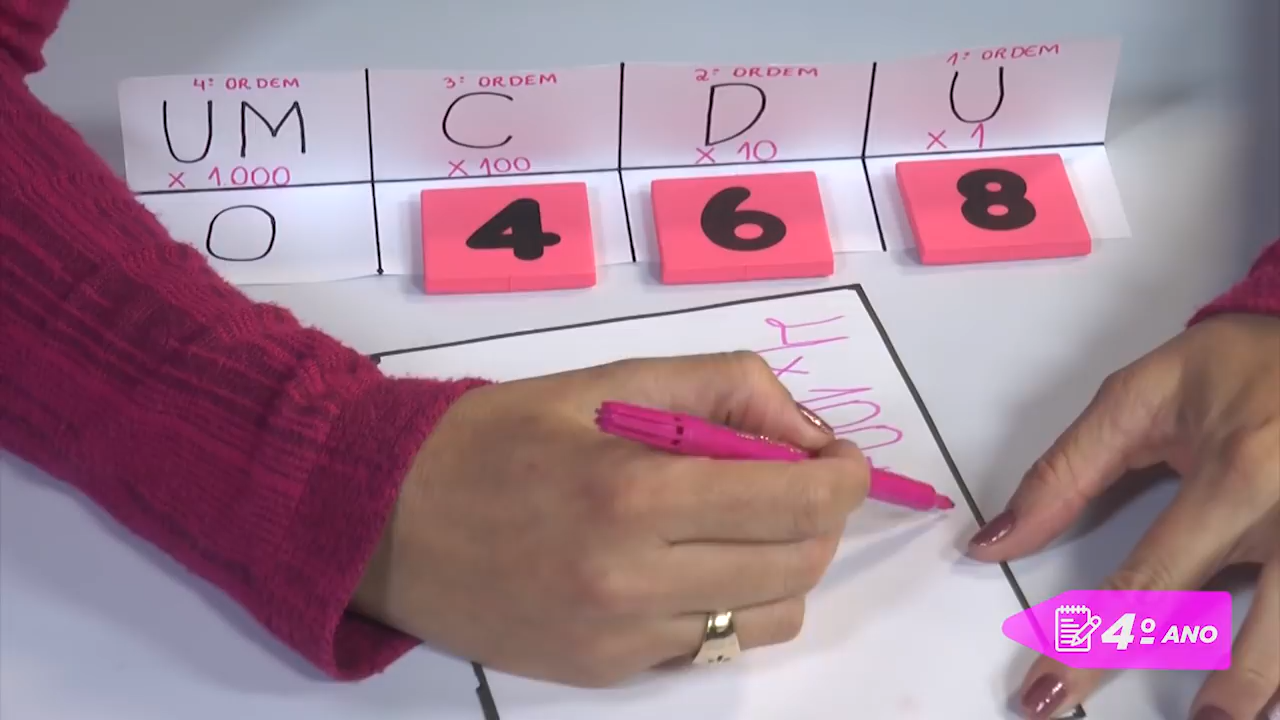 4ª ORDEM 3ª ORDEM 2ª ORDEM 1ª ORDEM
UM C D U
x 1.000 x 100 x 10 x 1
0 4 6 8
4 x 100
4º ANO